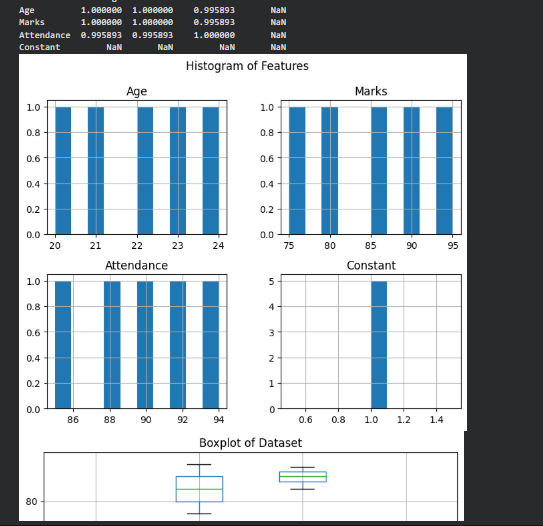 Age 1.000000 1.000000 0.995893 NaN
Marks 1.000000 1.000000 0.995893 NaN
Attendance 0.995893 0.995893 1.000000 NaN
Constant NaN NaN NaN NaN
Histogram of Features
Age
Marks
1.0
0.8
0.6
0.4
0.2
0.0
20 21 22 23 24
1.0
0.8
0.6
0.4
0.2
0.0
75 80 85 90 95
Attendance
Constant
1.0
0.8
0.6
0.4
0.2
0.0
86 88 90 92 94
5
4
3
2
1
0
0.6 0.8 1.0 1.2 1.4
Boxplot of Dataset
80